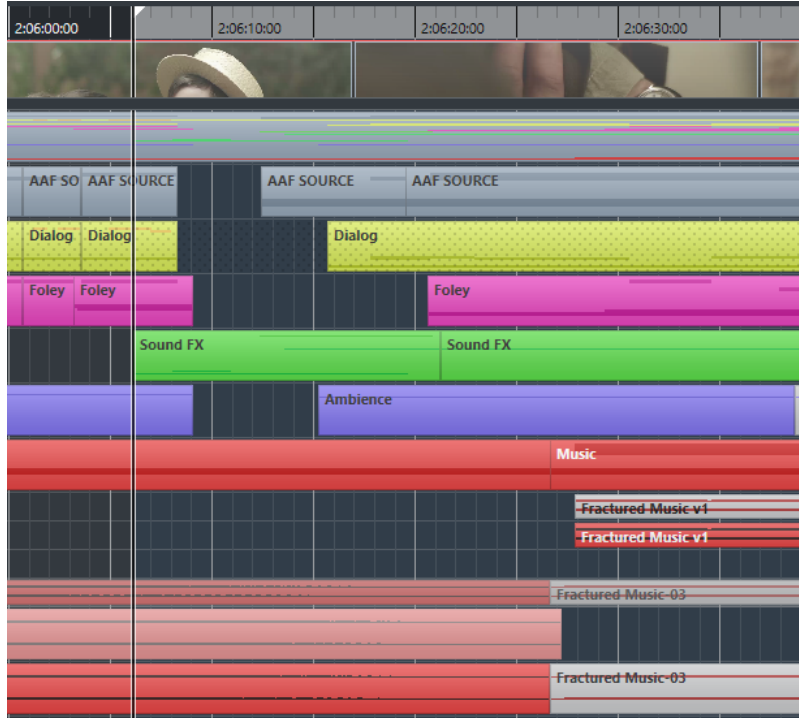 2:06:00:00 2:06:10:00 2:06:20:00 2:06:30:00
AAF SO AAF SOURCE AAF SOURCE AAF SOURCE
Dialog Dialog Dialog
Foley Foley Foley
Sound FX Sound FX
Ambience
Music
Fractured Music v1
Fractured Music v1
Fractured Music-03
Fractured Music-03